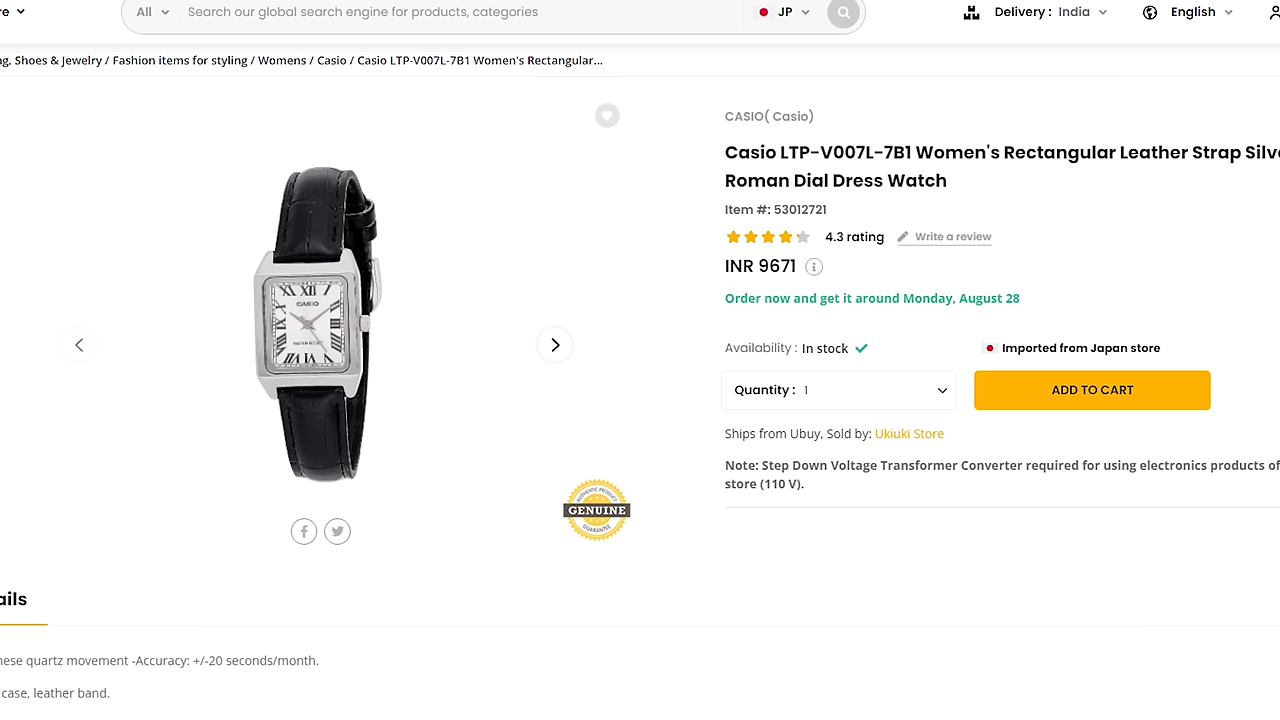 re
All
Search our global search engine for products, categories
JP
Delivery : India
English
g, Shoes & Jewelry / Fashion items for styling / Womens / Casio / Casio LTP-V007L-7B1 Women's Rectangular...
CASIO( Casio)
Casio LTP-V007L-7B1 Women's Rectangular Leather Strap Silve
Roman Dial Dress Watch
Item #: 53012721
4.3 rating
Write a review
INR 9671
Order now and get it around Monday, August 28
Availability : In stock
Imported from Japan store
Quantity : 1
ADD TO CART
Ships from Ubuy, Sold by: Ukiuki Store
Note: Step Down Voltage Transformer Converter required for using electronics products of
store (110 V).
CASIO
AUTHENTIC PRODUCT
GENUINE
GUARANTEE
ails
nese quartz movement -Accuracy: +/-20 seconds/month.
case, leather band.